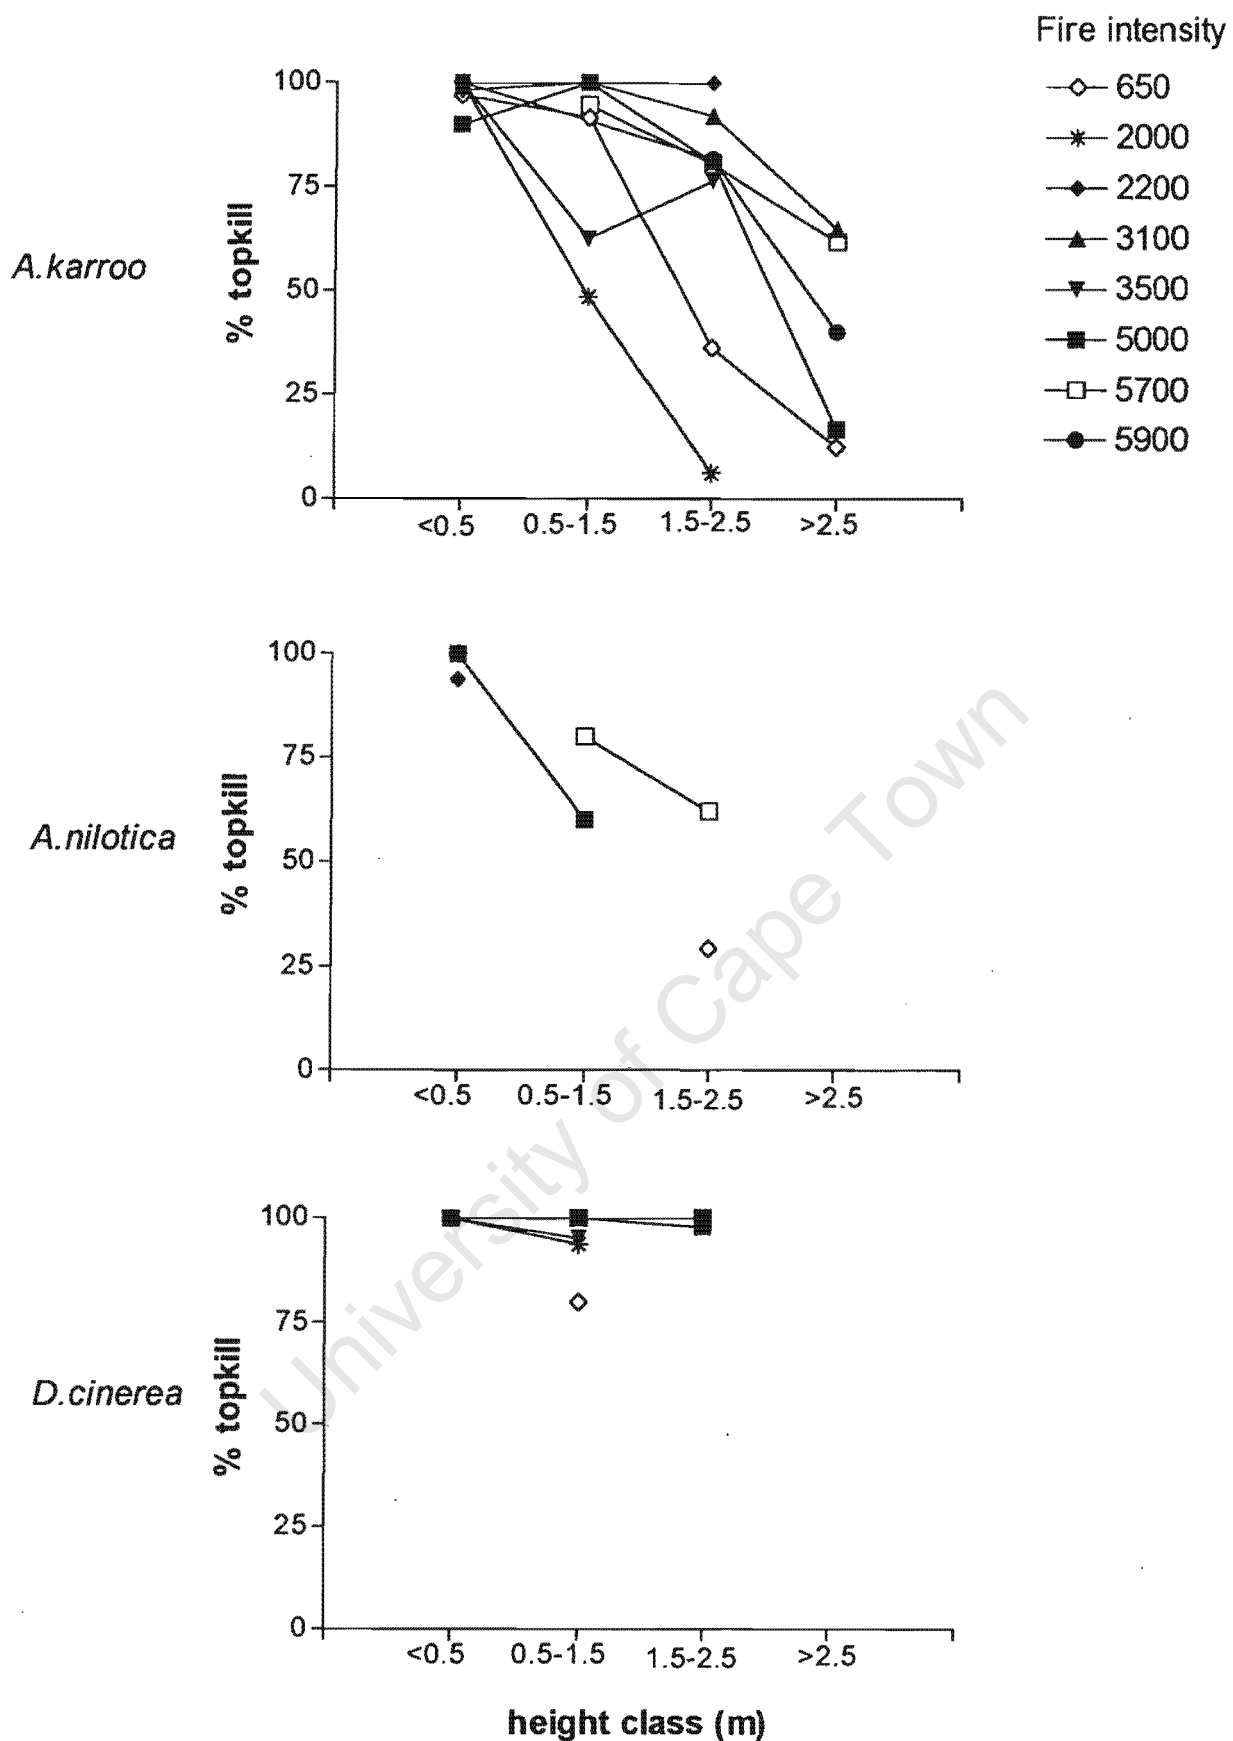 Fire intensity
650
2000
2200
3100
3500
5000
5700
5900
A.karroo
% topkill
100
75
50
25
0
<0.5 0.5-1.5 1.5-2.5 >2.5
A.nilotica
% topkill
100
75
50
25
0
<0.5 0.5-1.5 1.5-2.5 >2.5
D.cinerea
% topkill
100
75
50
25
0
<0.5 0.5-1.5 1.5-2.5 >2.5
height class (m)
University of Cape Town